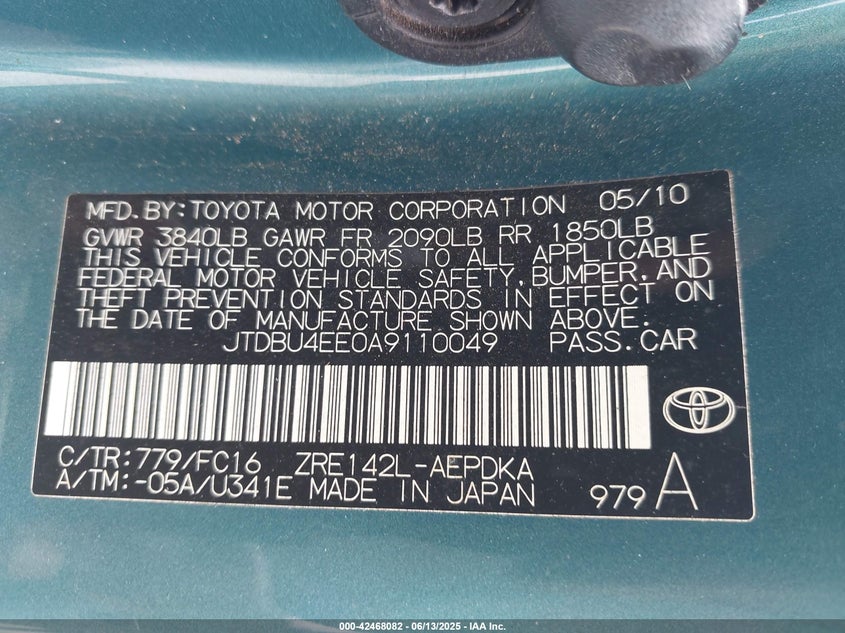 MFD.BY:TOYOTA MOTOR CORPORATION 05/10
GVWR 3840LB GAWR FR 2090LB RR 1850LB
THIS VEHICLE CONFORMS TO ALL APPLICABLE
FEDERAL MOTOR VEHICLE SAFETY,BUMPER,AND
THEFT PREVENTION STANDARDS IN EFFECT ON
THE DATE OF MANUFACTURE SHOWN ABOVE.
JTDBU4EE0A9110049 PASS.CAR
C/TR:779/FC16 ZRE142L-AEPDKA
A/TM:-05A/U341E MADE IN JAPAN 979 A
000-42468082 - 06/13/2025 - IAA Inc.